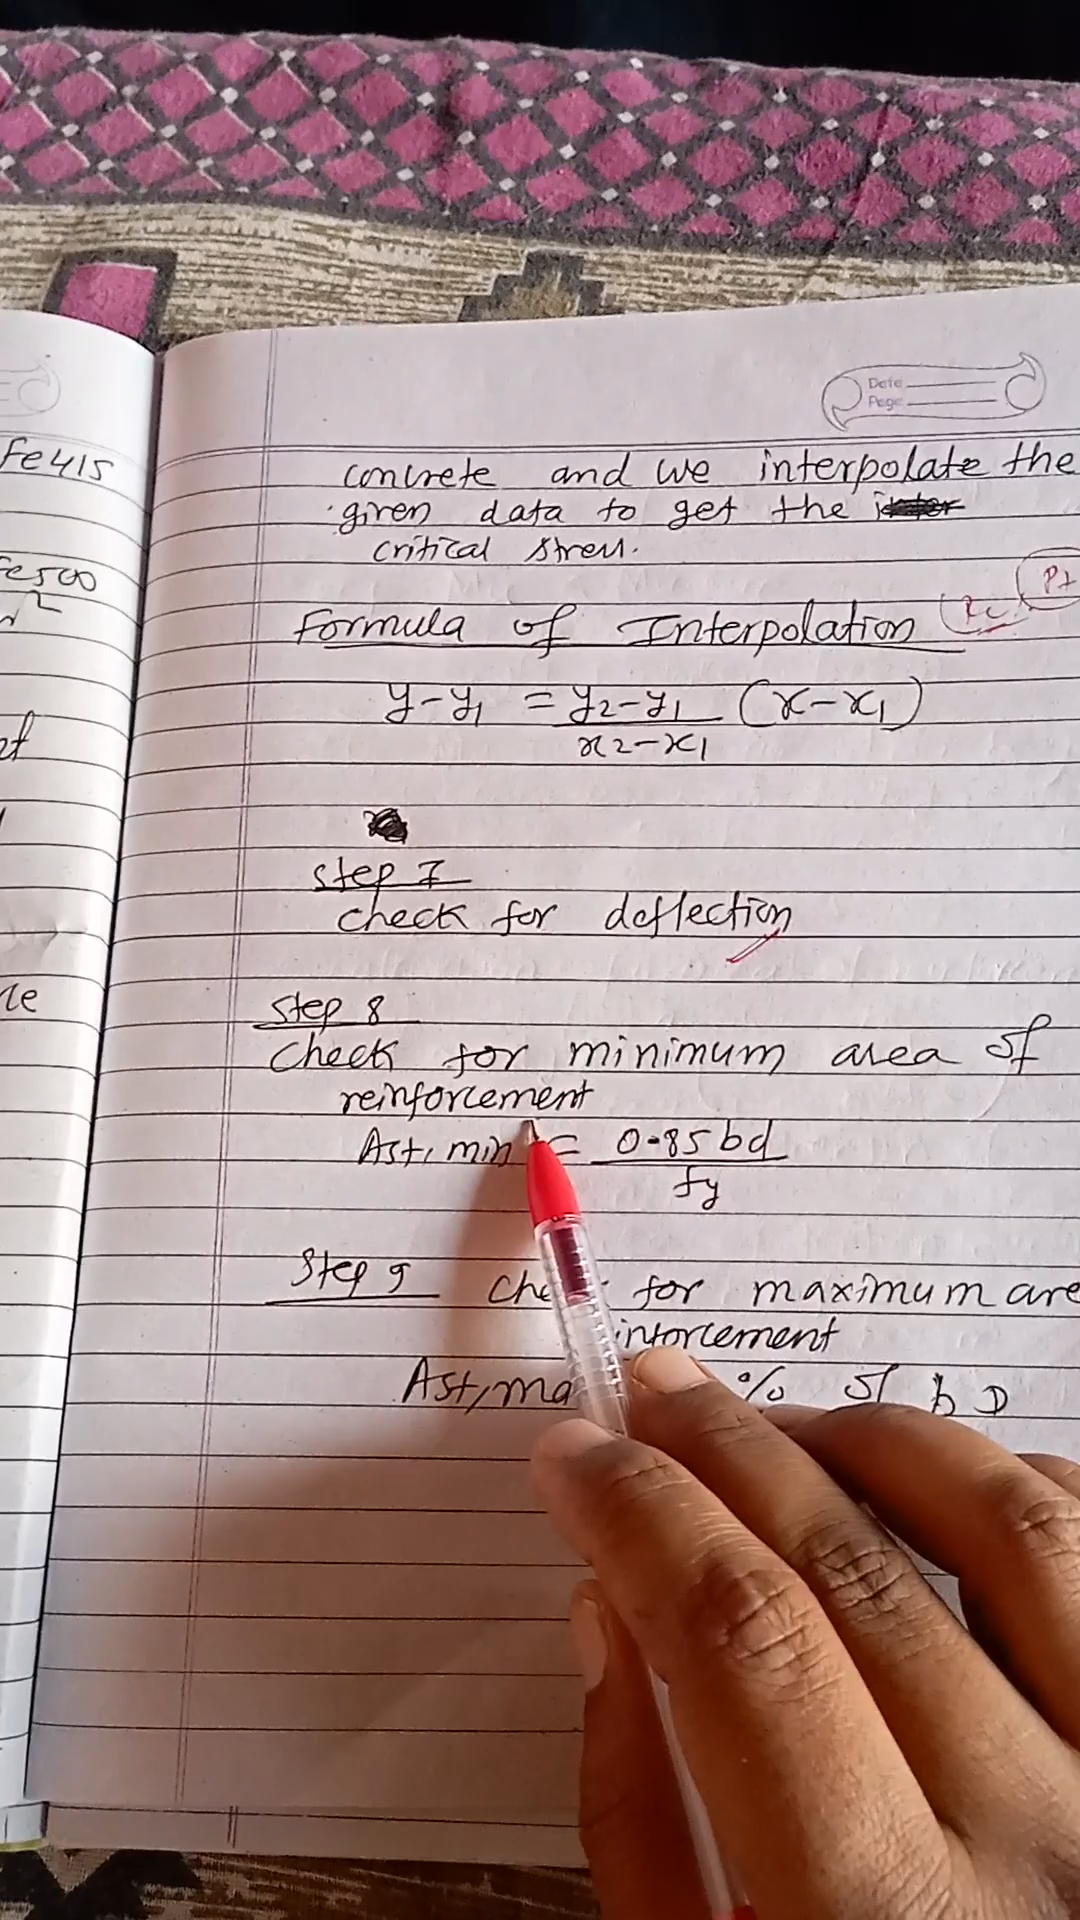 Date
Page
Fe415
concrete and we interpolate the
given data to get the
critical stress.
Fe500
Formula of Interpolation
y-y1 = y2-y1 (x-x1)
x2-x1
Step 7
check for deflection
Step 8
Check for minimum area of
reinforcement
Ast, min = 0.85bd
fy
Step 9 for maximum are
Ast, ma % of b D